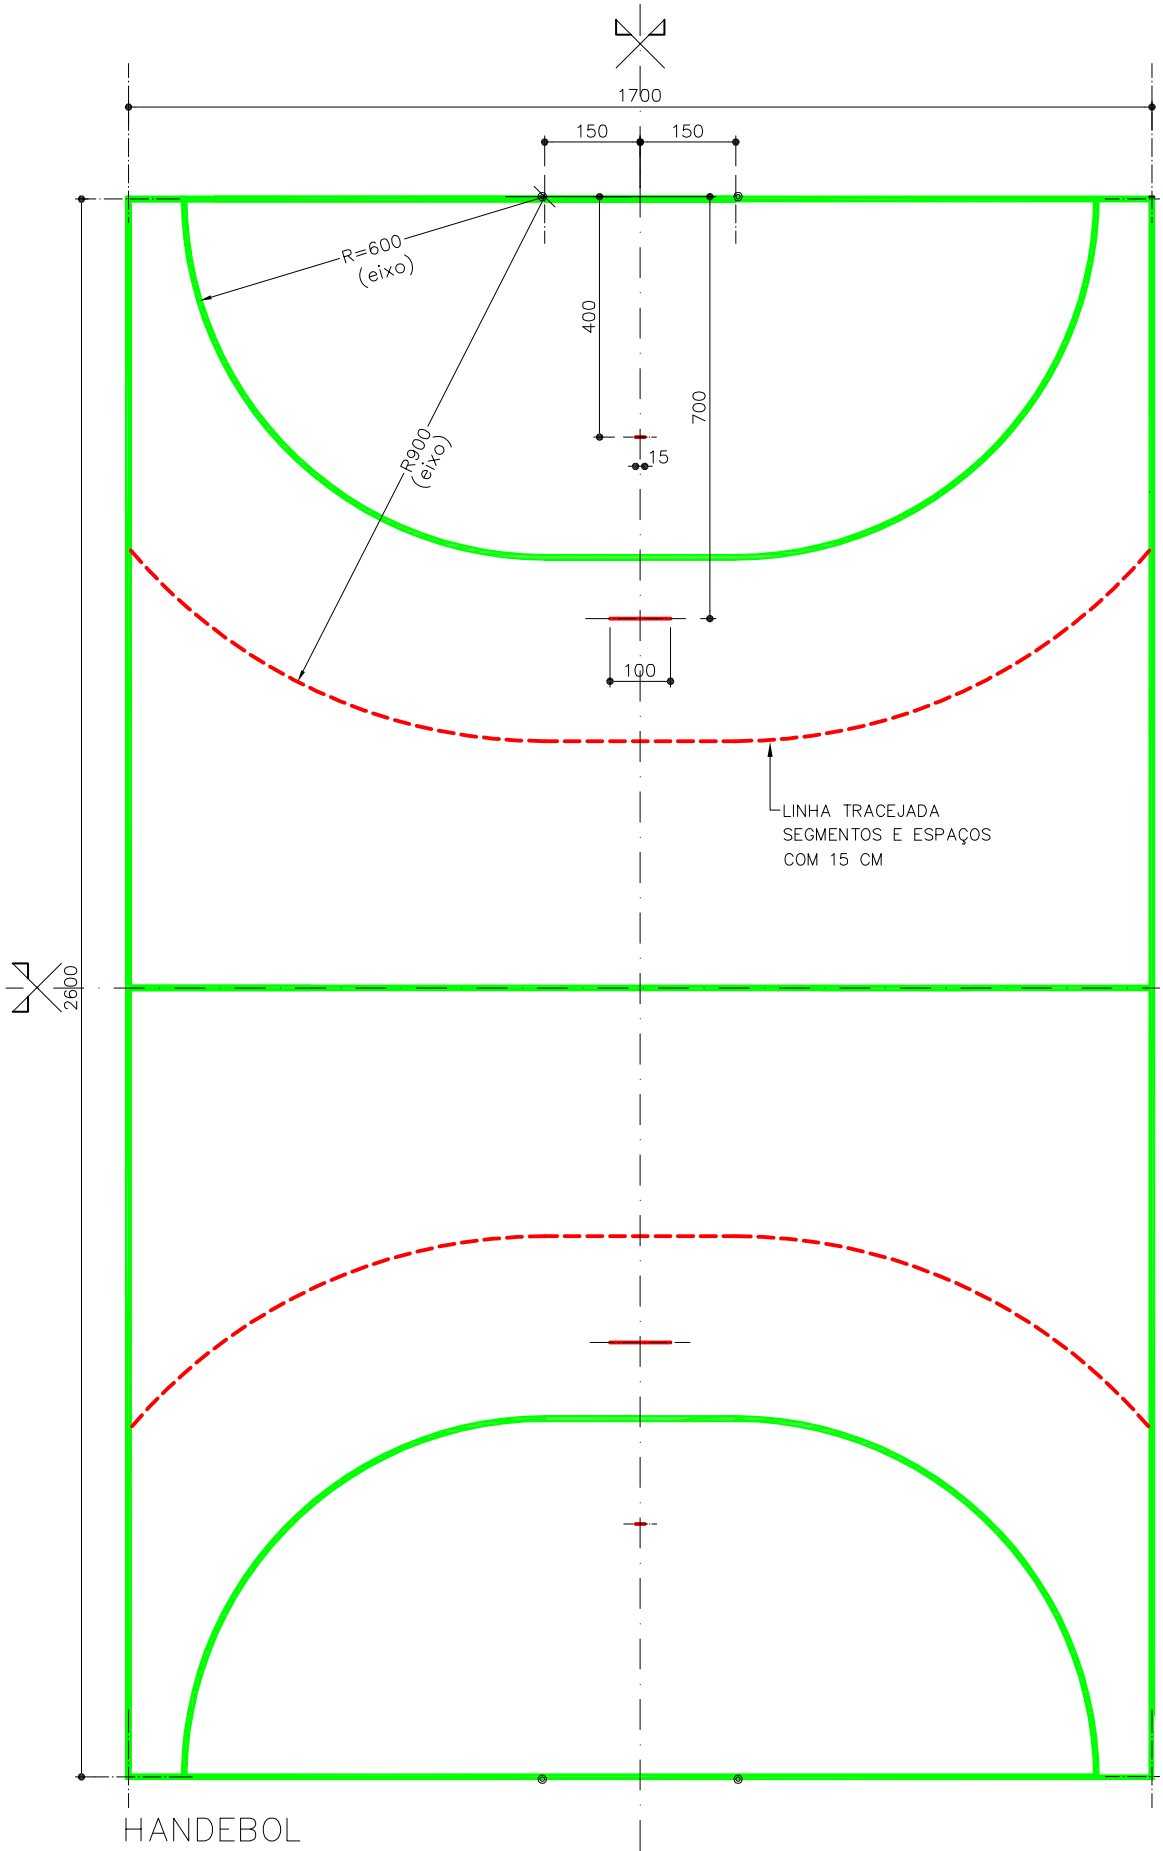 1700
150
150
R=600
(eixo)
400
700
R900
(eixo)
15
100
LINHA TRACEJADA
SEGMENTOS E ESPAÇOS
COM 15 CM
2600
HANDEBOL